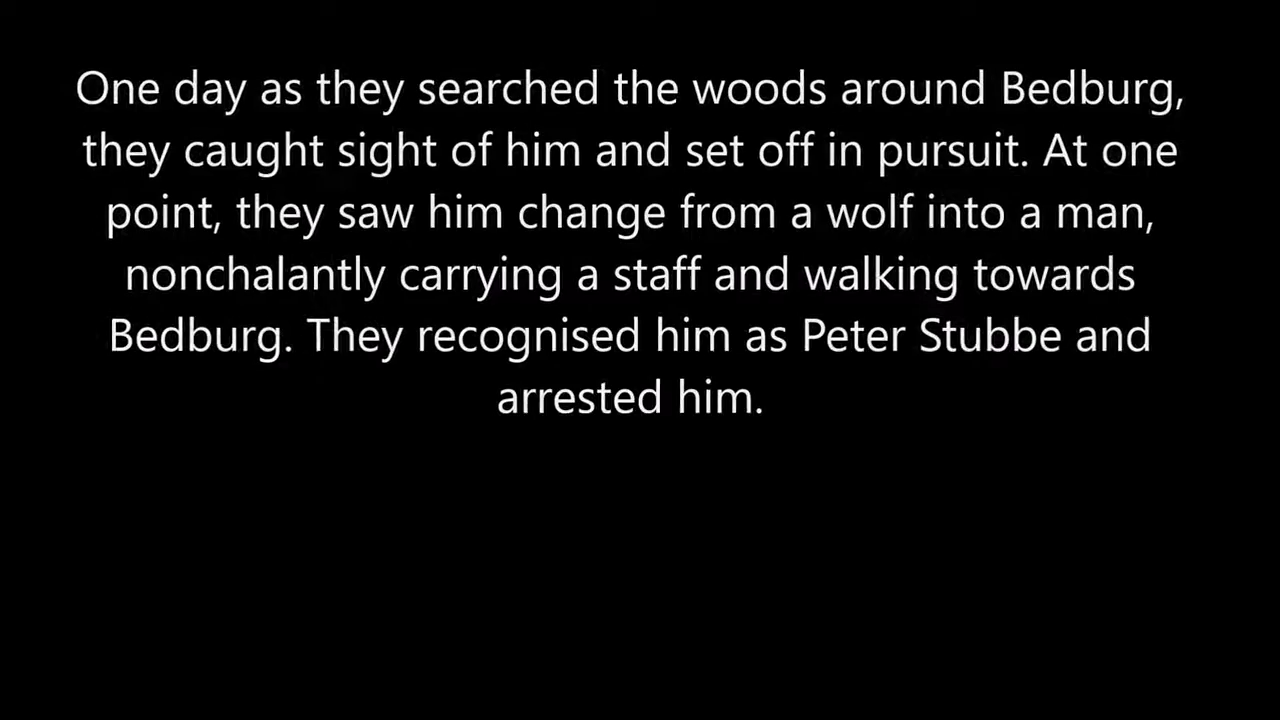 One day as they searched the woods around Bedburg,
they caught sight of him and set off in pursuit. At one
point, they saw him change from a wolf into a man,
nonchalantly carrying a staff and walking towards
Bedburg. They recognised him as Peter Stubbe and
arrested him.